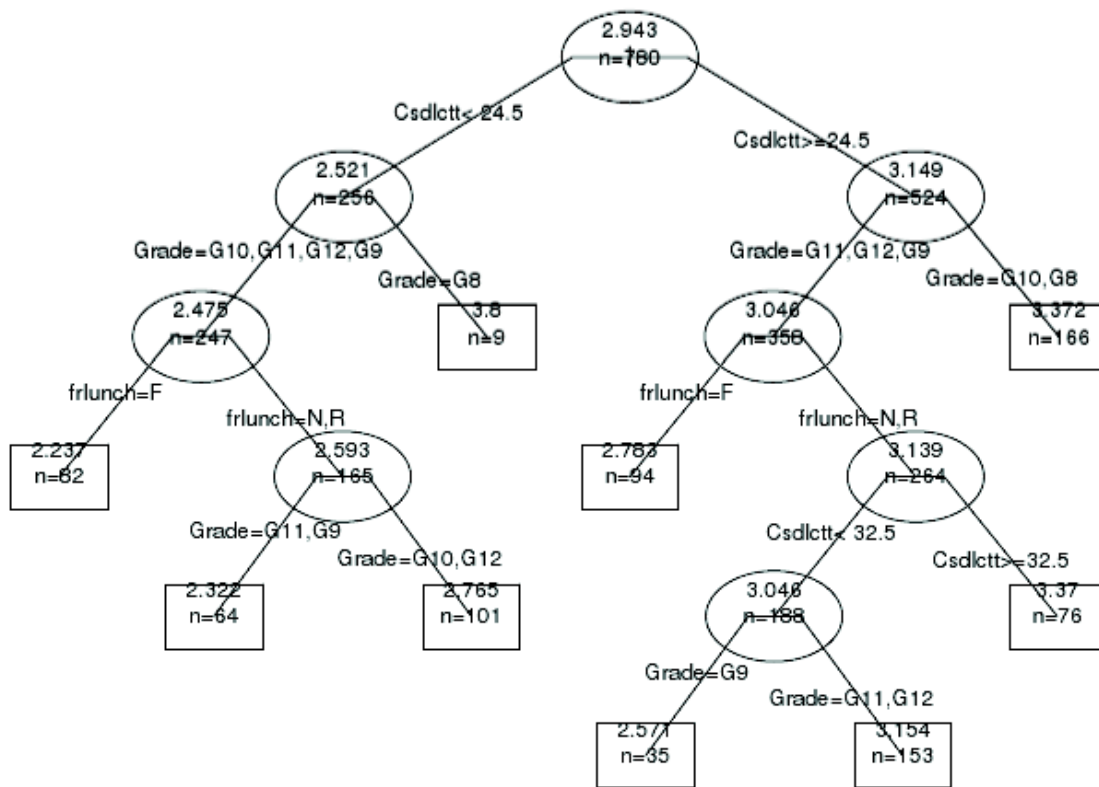 2.943
n=780
Csdlctt< 24.5
Csdlctt>=24.5
2.521
n=256
3.149
n=524
Grade=G10,G11,G12,G9
Grade=G8
Grade=G11,G12,G9
Grade=G10,G8
2.475
n=247
3.8
n=9
3.046
n=358
3.372
n=166
frlunch=F
frlunch=N,R
frlunch=F
frlunch=N,R
2.237
n=82
2.593
n=165
2.783
n=94
3.139
n=264
Grade=G11,G9
Grade=G10,G12
Csdlctt< 32.5
Csdlctt>=32.5
2.322
n=64
2.765
n=101
3.046
n=188
3.37
n=76
Grade=G9
Grade=G11,G12
2.571
n=35
3.154
n=153